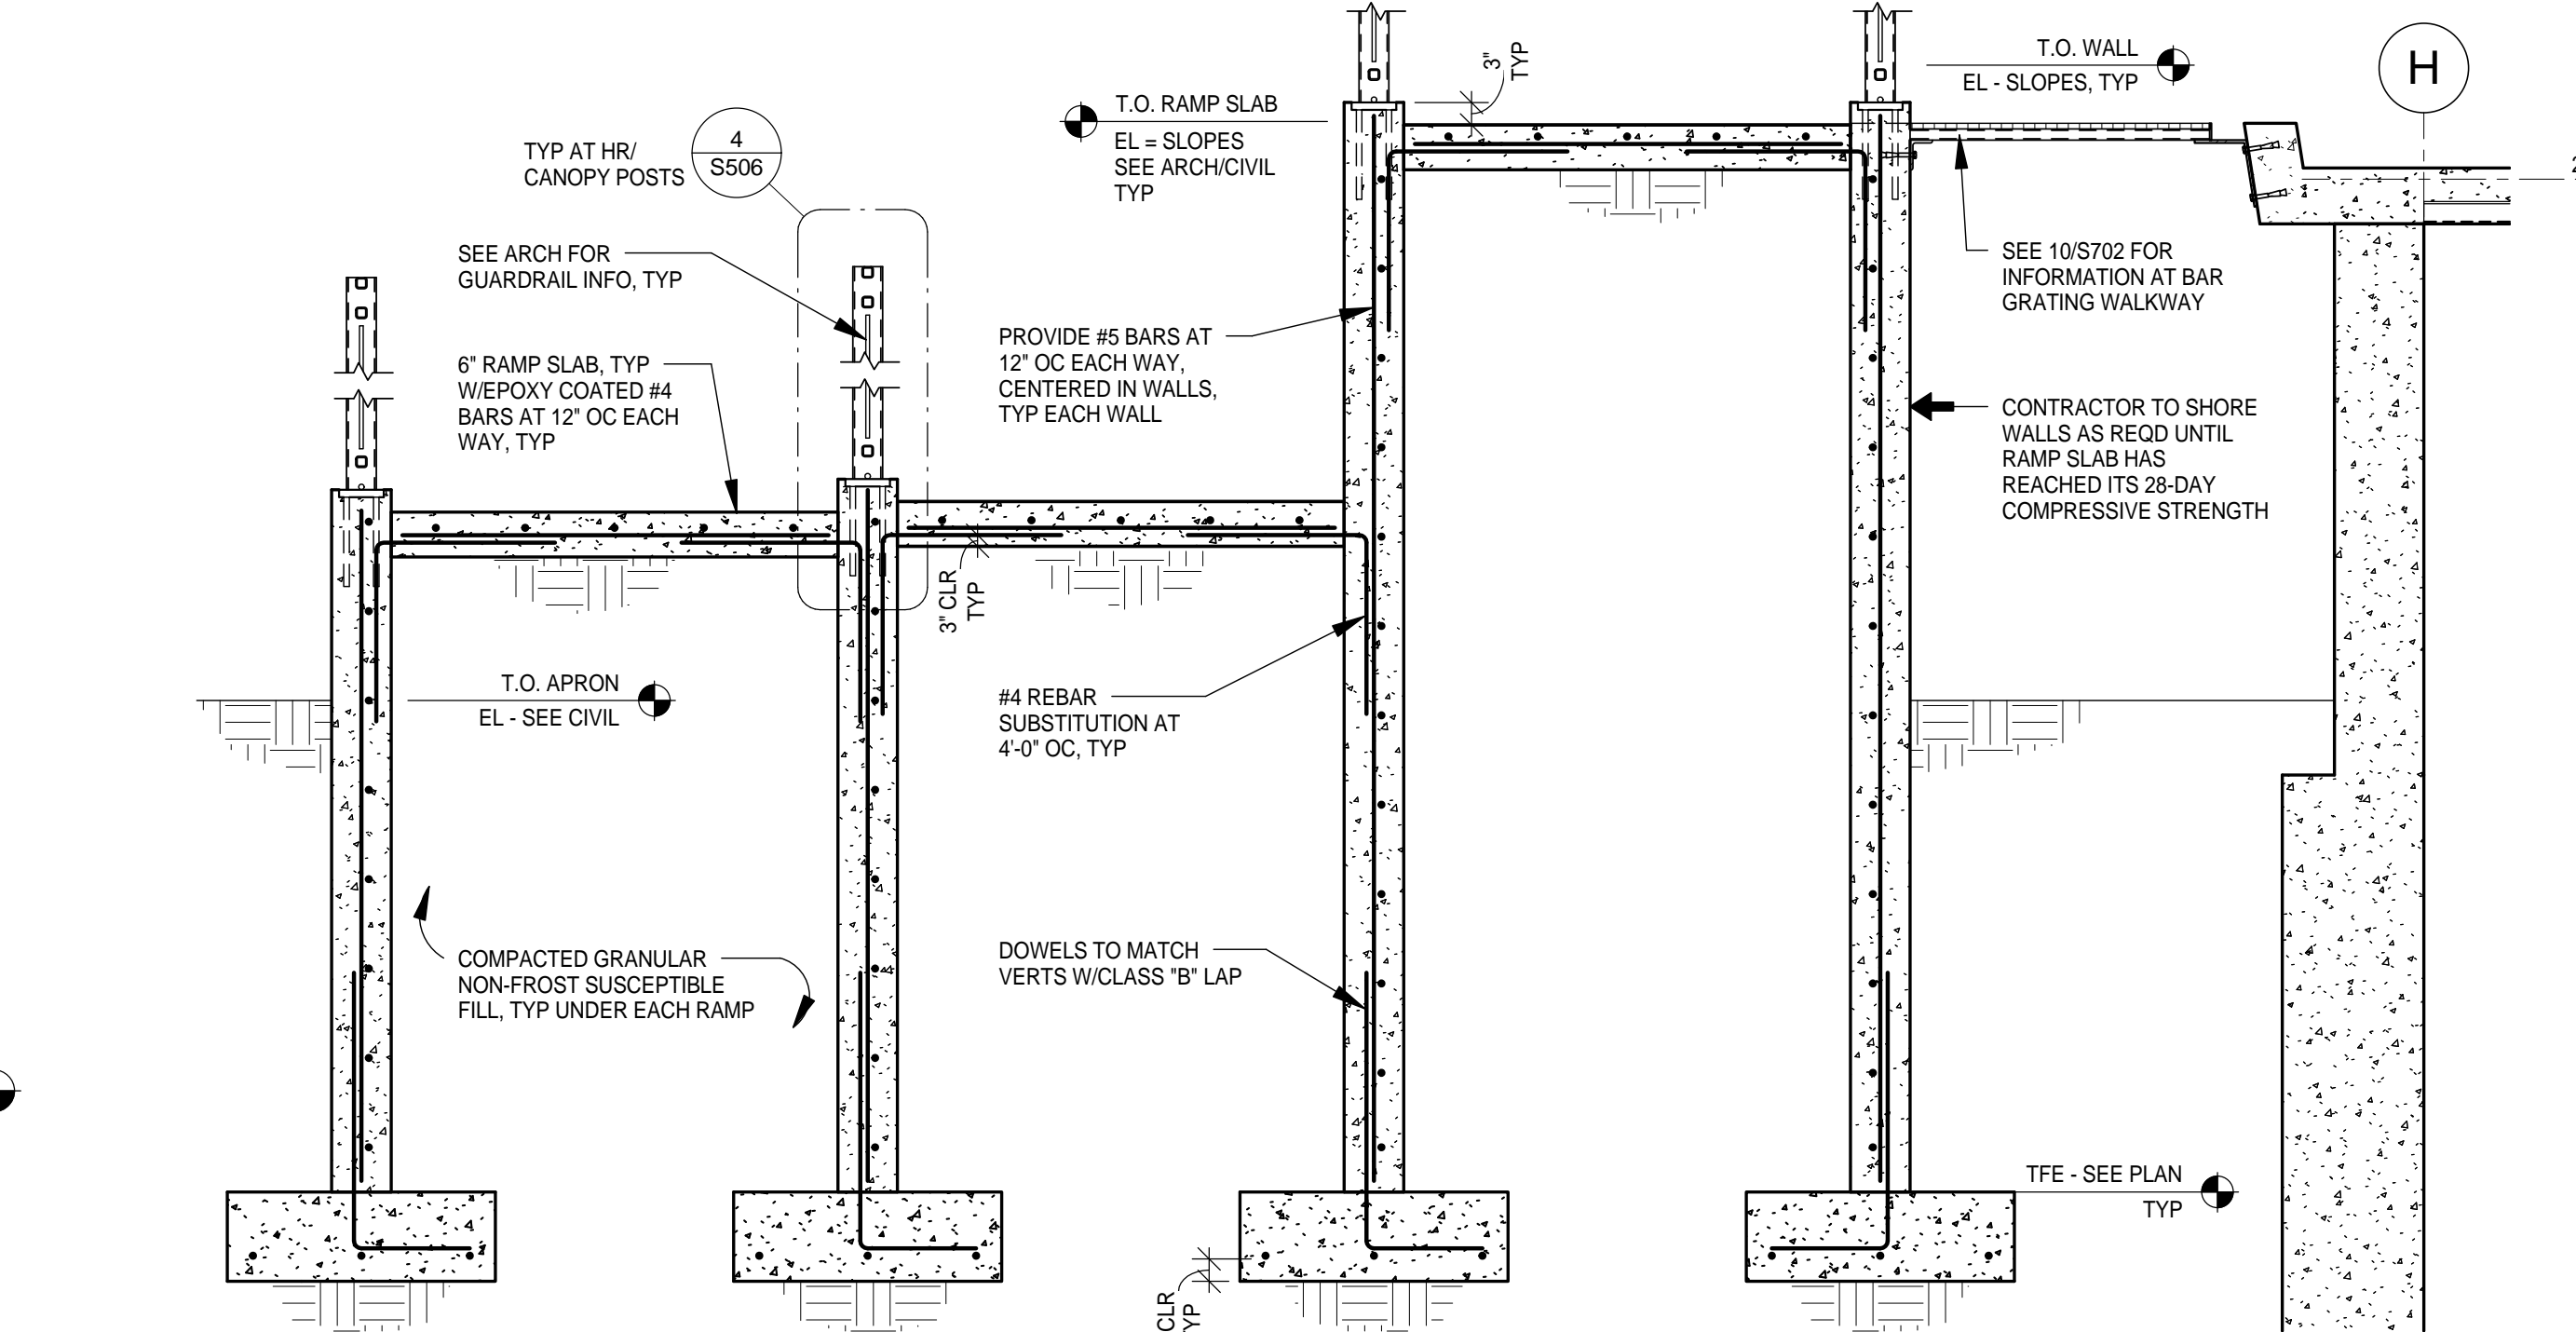 T.O. WALL
EL - SLOPES, TYP
H
3"
TYP
T.O. RAMP SLAB
EL = SLOPES
SEE ARCH/CIVIL
TYP
TYP AT HR/
CANOPY POSTS
4
S506
SEE ARCH FOR
GUARDRAIL INFO, TYP
6" RAMP SLAB, TYP
W/EPOXY COATED #4
BARS AT 12" OC EACH
WAY, TYP
PROVIDE #5 BARS AT
12" OC EACH WAY,
CENTERED IN WALLS,
TYP EACH WALL
SEE 10/S702 FOR
INFORMATION AT BAR
GRATING WALKWAY
CONTRACTOR TO SHORE
WALLS AS REQD UNTIL
RAMP SLAB HAS
REACHED ITS 28-DAY
COMPRESSIVE STRENGTH
3" CLR
TYP
T.O. APRON
EL - SEE CIVIL
#4 REBAR
SUBSTITUTION AT
4'-0" OC, TYP
COMPACTED GRANULAR
NON-FROST SUSCEPTIBLE
FILL, TYP UNDER EACH RAMP
DOWELS TO MATCH
VERTS W/CLASS "B" LAP
TFE - SEE PLAN
TYP
CLR